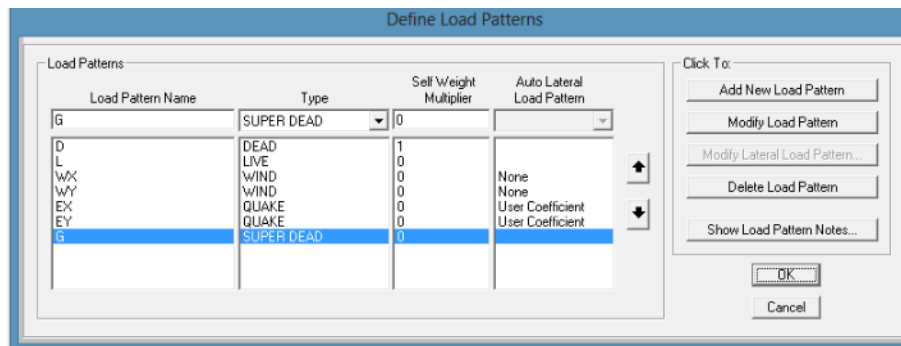 Define Load Patterns
Load Patterns
Click To:
Load Pattern Name Type Self Weight Multiplier Auto Lateral Load Pattern
G SUPER DEAD 0
D DEAD 1
L LIVE 0
WX WIND 0 None
WY WIND 0 None
EX QUAKE 0 User Coefficient
EY QUAKE 0 User Coefficient
G SUPER DEAD 0
Add New Load Pattern
Modify Load Pattern
Modify Lateral Load Pattern...
Delete Load Pattern
Show Load Pattern Notes...
OK
Cancel